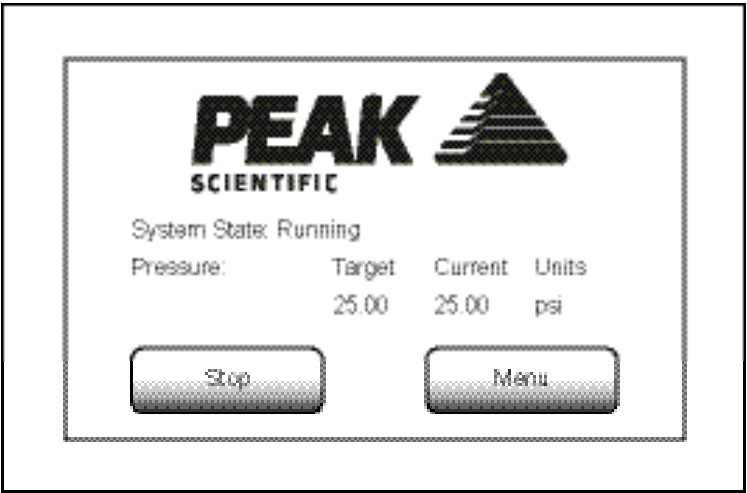 PEAK
SCIENTIFIC
System State: Running
Pressure: Target Current Units
25.00 25.00 psi
Stop Menu